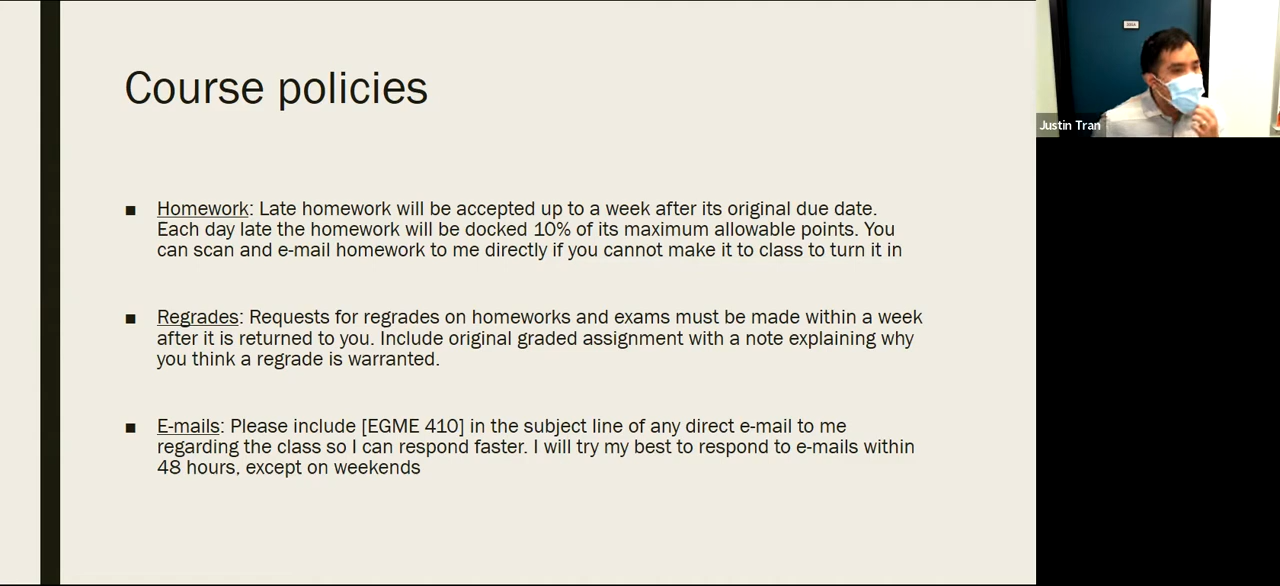 Course policies
■ Homework: Late homework will be accepted up to a week after its original due date.
Each day late the homework will be docked 10% of its maximum allowable points. You
can scan and e-mail homework to me directly if you cannot make it to class to turn it in
■ Regrades: Requests for regrades on homeworks and exams must be made within a week
after it is returned to you. Include original graded assignment with a note explaining why
you think a regrade is warranted.
■ E-mails: Please include [EGME 410] in the subject line of any direct e-mail to me
regarding the class so I can respond faster. I will try my best to respond to e-mails within
48 hours, except on weekends
Justin Tran